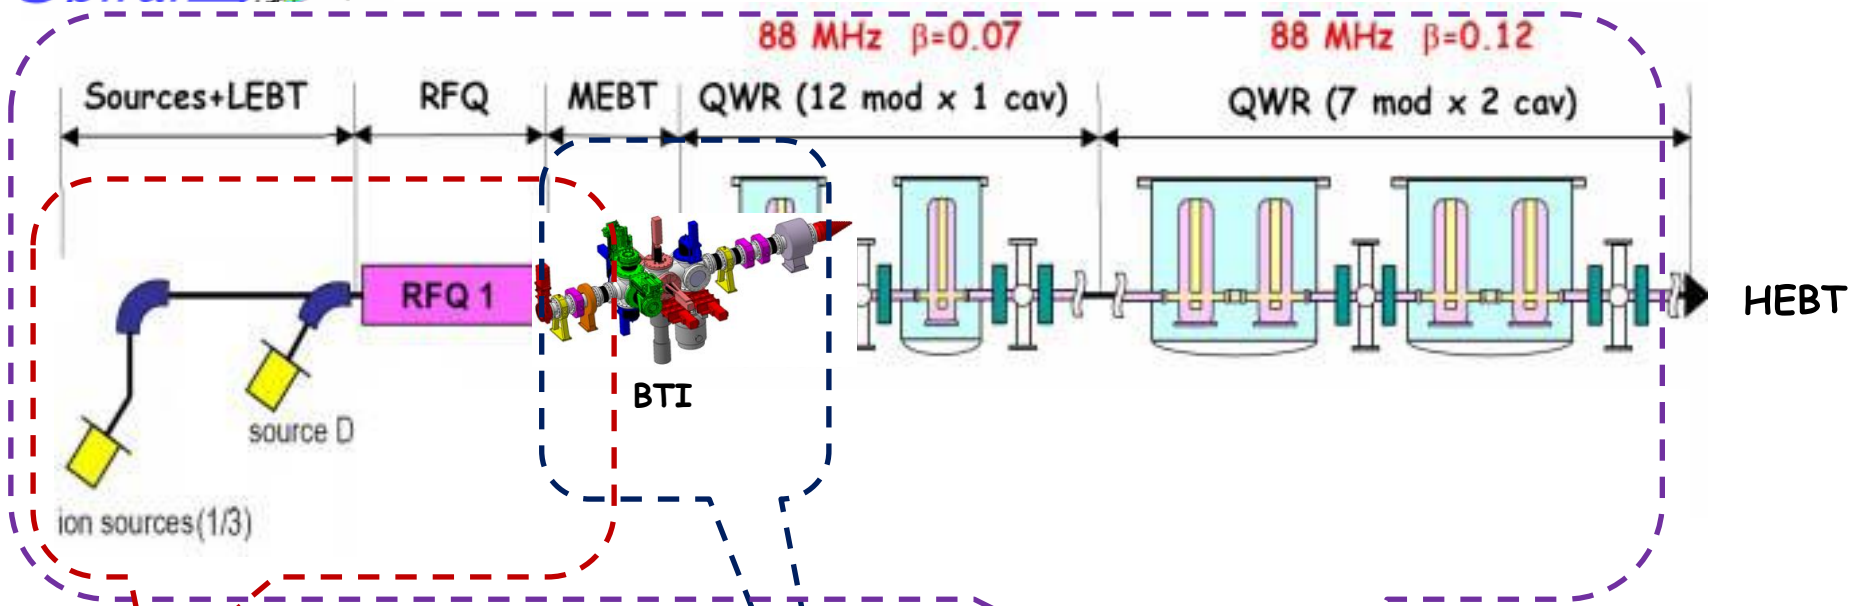 88 MHz β=0.07
88 MHz β=0.12
Sources+LEBT
RFQ
MEBT
QWR (12 mod x 1 cav)
QWR (7 mod x 2 cav)
RFQ 1
HEBT
BTI
source D
ion sources(1/3)